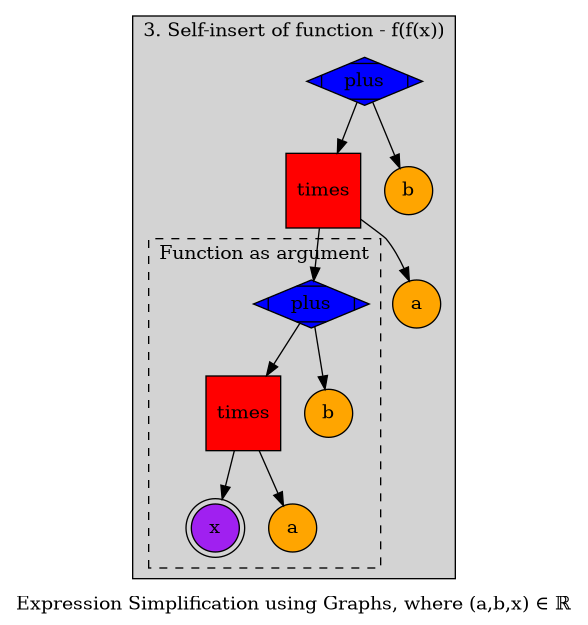 3. Self-insert of function - f(f(x))
plus
times
b
Function as argument
plus
a
times
b
x
a
Expression Simplification using Graphs, where (a,b,x) ∈ ℝ